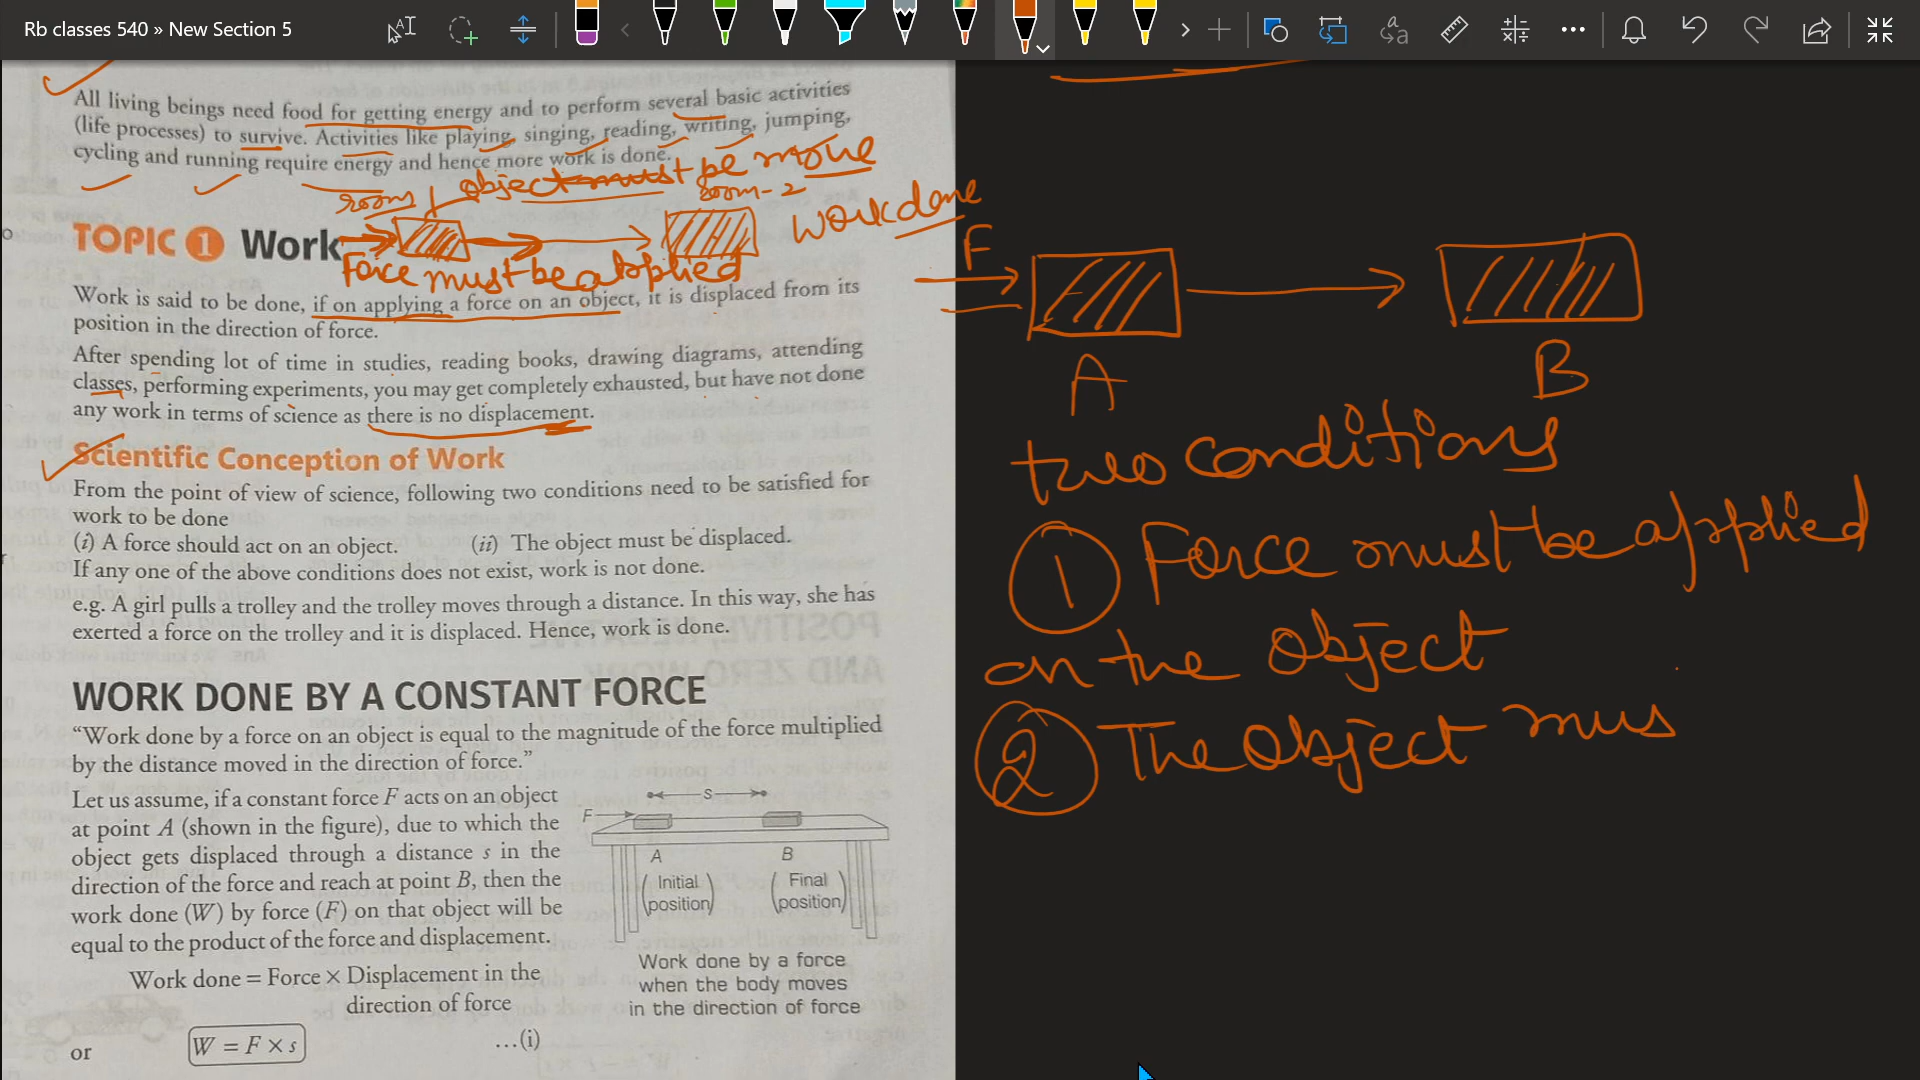 Rb classes 540 » New Section 5
All living beings need food for getting energy and to perform several basic activities
(life processes) to survive. Activities like playing, singing, reading, writing, jumping,
cycling and running require energy and hence more work is done.
object must be move
room 1
room-2
work done
TOPIC 1 Work
Force must be applied
Work is said to be done, if on applying a force on an object, it is displaced from its
position in the direction of force.
After spending lot of time in studies, reading books, drawing diagrams, attending
classes, performing experiments, you may get completely exhausted, but have not done
any work in terms of science as there is no displacement.
Scientific Conception of Work
From the point of view of science, following two conditions need to be satisfied for
work to be done
(i) A force should act on an object. (ii) The object must be displaced.
If any one of the above conditions does not exist, work is not done.
e.g. A girl pulls a trolley and the trolley moves through a distance. In this way, she has
exerted a force on the trolley and it is displaced. Hence, work is done.
WORK DONE BY A CONSTANT FORCE
“Work done by a force on an object is equal to the magnitude of the force multiplied
by the distance moved in the direction of force.”
Let us assume, if a constant force F acts on an object
at point A (shown in the figure), due to which the
object gets displaced through a distance s in the
direction of the force and reach at point B, then the
work done (W) by force (F) on that object will be
equal to the product of the force and displacement.
Work done = Force × Displacement in the
direction of force
or W = F × s ...(i)
s
F
A B
(Initial position) (Final position)
Work done by a force
when the body moves
in the direction of force
F
A B
two conditions
1 Force must be applied
on the object
2 The object mus